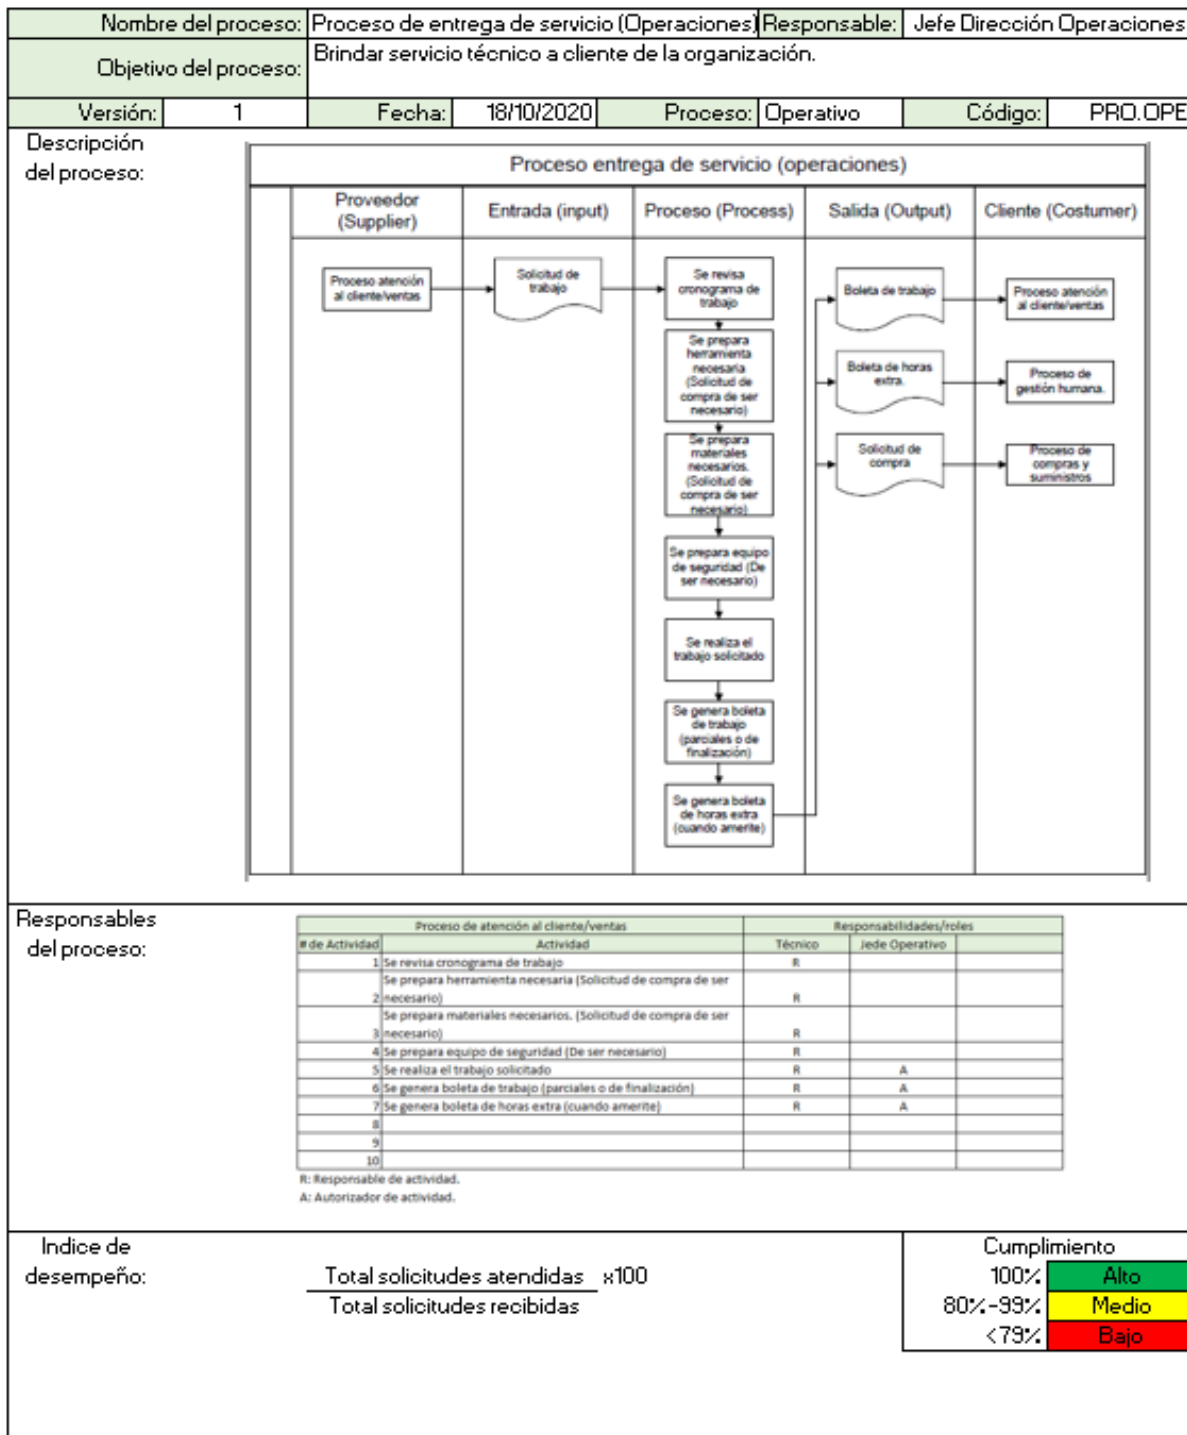 Nombre del proceso: Proceso de entrega de servicio (Operaciones) Responsable: Jefe Dirección Operaciones
Objetivo del proceso: Brindar servicio técnico a cliente de la organización.
Versión: 1 Fecha: 18/10/2020 Proceso: Operativo Código: PRO.OPE
Descripción
del proceso:
Proceso entrega de servicio (operaciones)
Proveedor
(Supplier)
Entrada (input)
Proceso (Process)
Salida (Output)
Cliente (Costumer)
Proceso atención
al cliente/ventas
Solicitud de
trabajo
Se revisa
cronograma de
trabajo
Se prepara
herramienta
necesaria
(Solicitud de
compra de ser
necesario)
Se prepara
materiales
necesarios.
(Solicitud de
compra de ser
necesario)
Se prepara equipo
de seguridad (De
ser necesario)
Se realiza el
trabajo solicitado
Se genera boleta
de trabajo
(parciales o de
finalización)
Se genera boleta
de horas extra
(cuando amerite)
Boleta de trabajo
Boleta de horas
extra.
Solicitud de
compra
Proceso atención
al cliente/ventas
Proceso de
gestión humana.
Proceso de
compras y
suministros
Responsables
del proceso:
Proceso de atención al cliente/ventas Responsabilidades/roles
# de Actividad Actividad Técnico Jede Operativo
1 Se revisa cronograma de trabajo R
Se prepara herramienta necesaria (Solicitud de compra de ser
2 necesario) R
Se prepara materiales necesarios. (Solicitud de compra de ser
3 necesario) R
4 Se prepara equipo de seguridad (De ser necesario) R
5 Se realiza el trabajo solicitado R A
6 Se genera boleta de trabajo (parciales o de finalización) R A
7 Se genera boleta de horas extra (cuando amerite) R A
8
9
10
R: Responsable de actividad.
A: Autorizador de actividad.
Indice de
desempeño:
Total solicitudes atendidas x100
Total solicitudes recibidas
Cumplimiento
100% Alto
80%-99% Medio
<79% Bajo